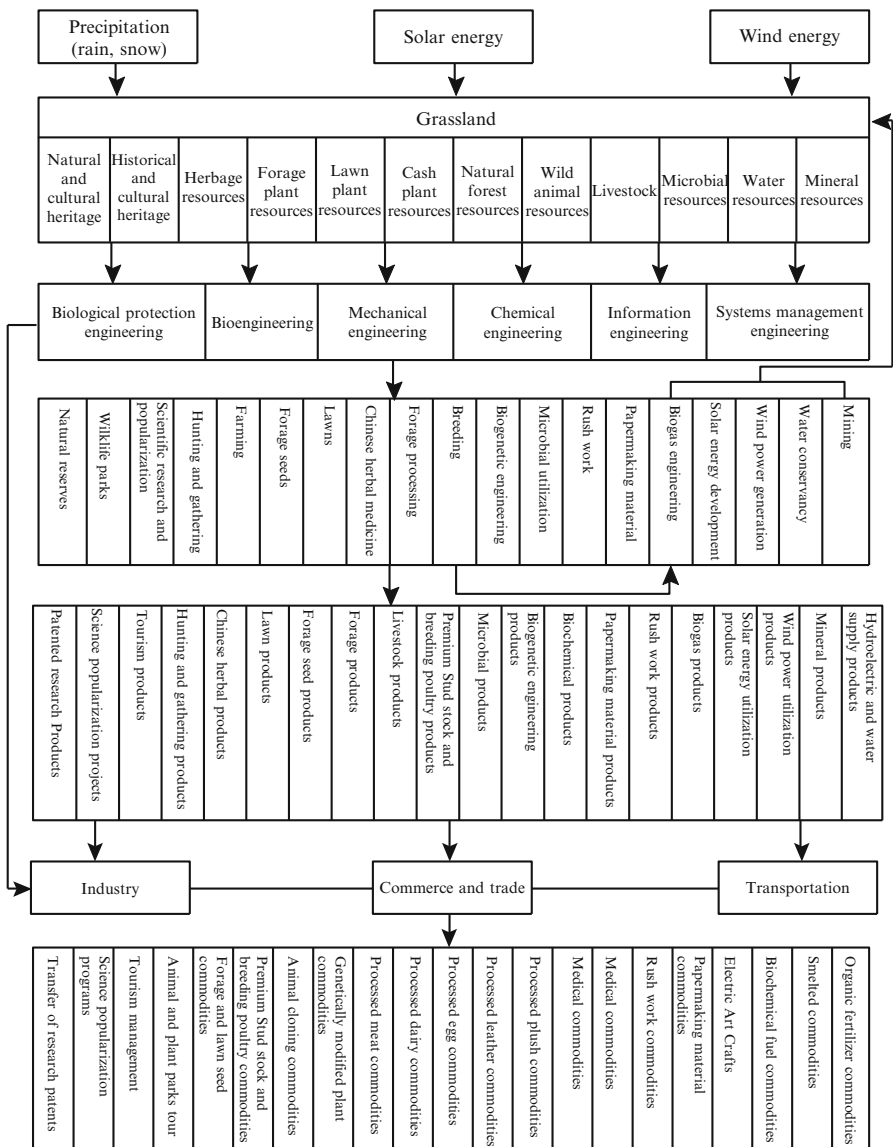 Precipitation
(rain, snow)
Solar energy
Wind energy
Grassland
Natural
and
cultural
heritage
Historical
and
cultural
heritage
Herbage
resources
Forage
plant
resources
Lawn
plant
resources
Cash
plant
resources
Natural
forest
resources
Wild
animal
resources
Livestock
Microbial
resources
Water
resources
Mineral
resources
Biological protection
engineering
Bioengineering
Mechanical
engineering
Chemical
engineering
Information
engineering
Systems management
engineering
Natural reserves
Wilklife parks
Scientific research and
popularization
Hunting and gathering
Farming
Forage seeds
Lawns
Chinese herbal medicine
Forage processing
Breeding
Biogenetic engineering
Microbial utilization
Rush work
Papermaking material
Biogas engineering
Solar energy development
Wind power generation
Water conservancy
Mining
Patented research Products
Science popularization projects
Tourism products
Hunting and gathering products
Chinese herbal products
Lawn products
Forage seed products
Forage products
Livestock products
Premium Stud stock and
breeding poultry products
Microbial products
Biogenetic engineering
products
Biochemical products
Papermaking material products
Rush work products
Biogas products
Solar energy utilization
products
Wind power utilization
products
Mineral products
Hydroelectric and water
supply products
Industry
Commerce and trade
Transportation
Transfer of research patents
Science popularization
programs
Tourism management
Animal and plant parks tour
Forage and lawn seed
commodities
Premium Stud stock and
breeding poultry commodities
Animal cloning commodities
Genetically modified plant
commodities
Processed meat commodities
Processed dairy commodities
Processed egg commodities
Processed leather commodities
Processed plush commodities
Medical commodities
Medical commodities
Rush work commodities
Papermaking material
commodities
Electric Art Crafts
Biochemical fuel commodities
Smelted commodities
Organic fertilizer commodities